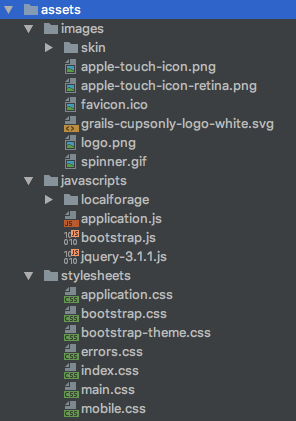 assets
images
skin
apple-touch-icon.png
apple-touch-icon-retina.png
favicon.ico
grails-cupsonly-logo-white.svg
logo.png
spinner.gif
javascripts
localforage
application.js
bootstrap.js
jquery-3.1.1.js
stylesheets
application.css
bootstrap.css
bootstrap-theme.css
errors.css
index.css
main.css
mobile.css